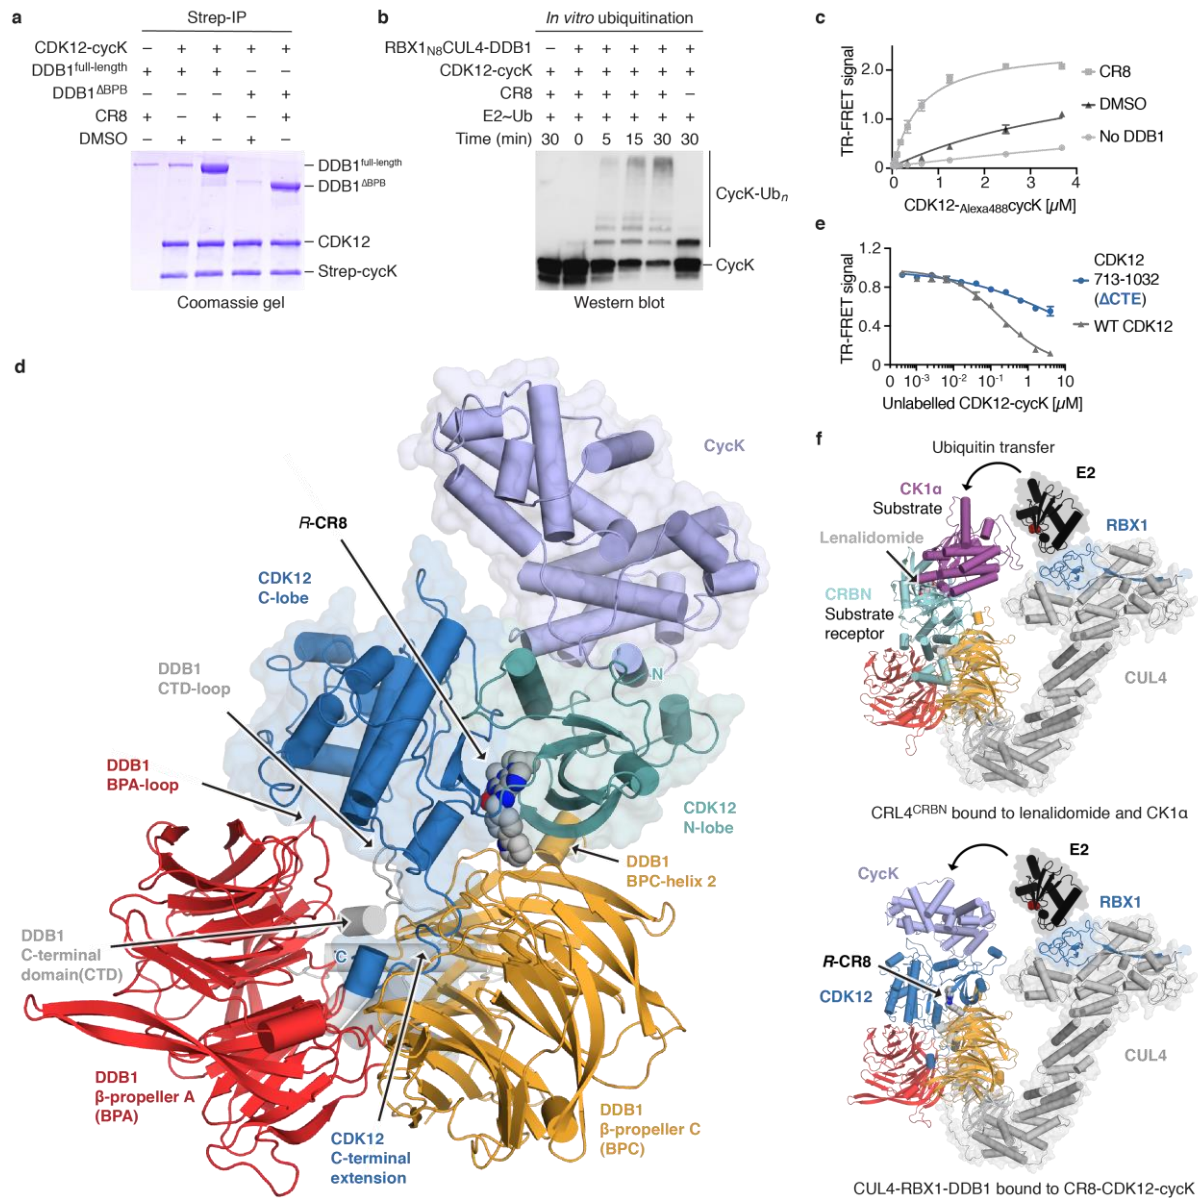 a
Strep-IP
CDK12-cycK – + + + +
DDB1full-length + + + – –
DDB1ΔBPB – – – + +
CR8 + – + – +
DMSO – + – + –
DDB1full-length
DDB1ΔBPB
CDK12
Strep-cycK
Coomassie gel
b
In vitro ubiquitination
RBX1N8CUL4-DDB1 – + + + + +
CDK12-cycK + + + + + +
CR8 + + + + + –
E2~Ub + + + + + +
Time (min) 30 0 5 15 30 30
CycK-Ubn
CycK
Western blot
c
TR-FRET signal
2.0
1.0
0
0 1 2 3 4
CDK12-Alexa488cycK [µM]
CR8
DMSO
No DDB1
e
TR-FRET signal
1.2
0.8
0.4
0
0 10-3 10-2 10-1 1 10
Unlabelled CDK12-cycK [µM]
CDK12
713-1032
(ΔCTE)
WT CDK12
d
CycK
R-CR8
CDK12
C-lobe
DDB1
CTD-loop
N
DDB1
BPA-loop
CDK12
N-lobe
DDB1
BPC-helix 2
DDB1
C-terminal
domain(CTD)
C
DDB1
β-propeller A
(BPA)
CDK12
C-terminal
extension
DDB1
β-propeller C
(BPC)
f
Ubiquitin transfer
E2
CK1α
Substrate
RBX1
Lenalidomide
CRBN
Substrate
receptor
CUL4
CRL4CRBN bound to lenalidomide and CK1α
E2
CycK
RBX1
R-CR8
CDK12
CUL4
CUL4-RBX1-DDB1 bound to CR8-CDK12-cycK